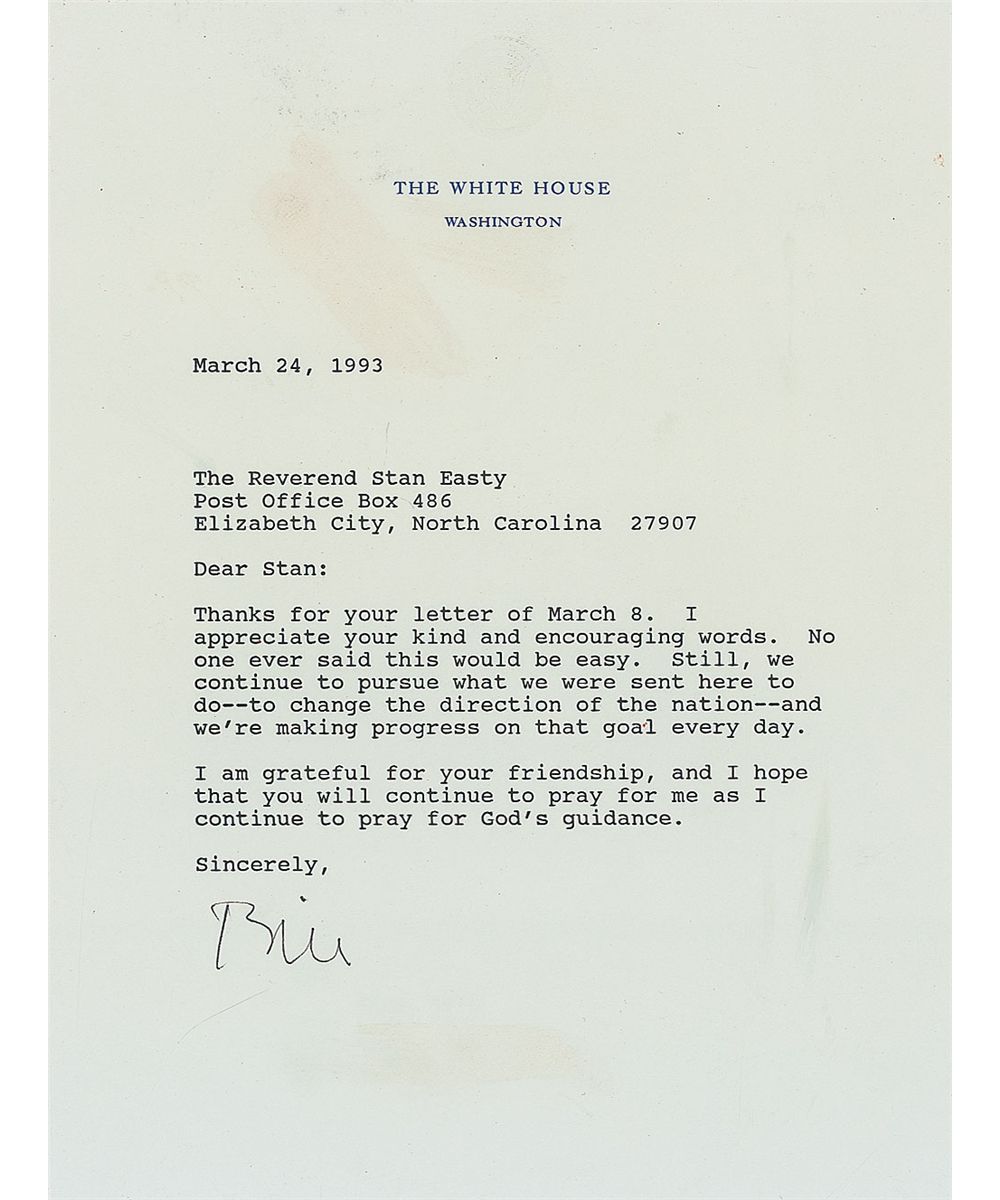 THE WHITE HOUSE
WASHINGTON
March 24, 1993
The Reverend Stan Easty
Post Office Box 486
Elizabeth City, North Carolina  27907
Dear Stan:
Thanks for your letter of March 8.  I
appreciate your kind and encouraging words.  No
one ever said this would be easy.  Still, we
continue to pursue what we were sent here to
do--to change the direction of the nation--and
we're making progress on that goal every day.
I am grateful for your friendship, and I hope
that you will continue to pray for me as I
continue to pray for God's guidance.
Sincerely,
Bill